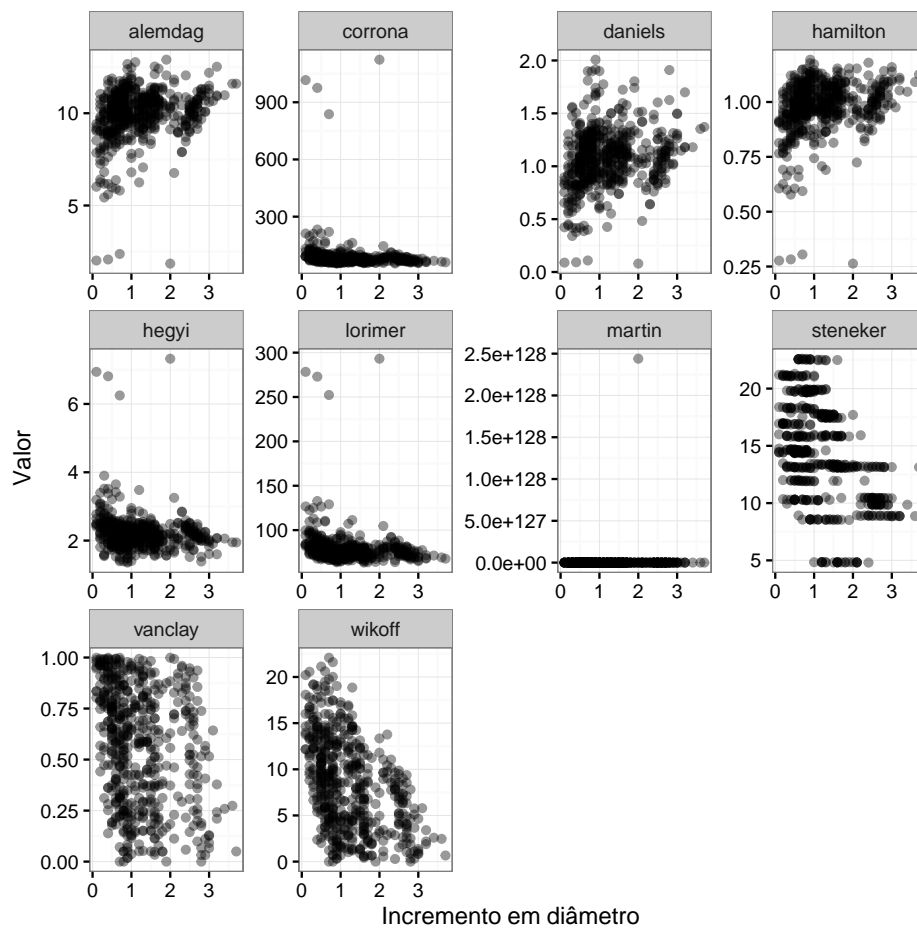 alemdag corrona daniels hamilton
10
5
0 1 2 3
900
600
300
0 1 2 3
2.0
1.5
1.0
0.5
0.0
0 1 2 3
1.00
0.75
0.50
0.25
0 1 2 3
hegyi lorimer martin steneker
Valor
6
4
2
0 1 2 3
300
250
200
150
100
50
0 1 2 3
2.5e+128
2.0e+128
1.5e+128
1.0e+128
5.0e+127
0.0e+00
0 1 2 3
20
15
10
5
0 1 2 3
vanclay wikoff
1.00
0.75
0.50
0.25
0.00
0 1 2 3
20
15
10
5
0
0 1 2 3
Incremento em diâmetro